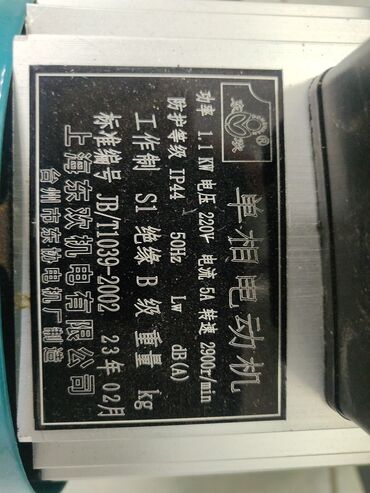 单相电动机
功率 1.1KW 电压 220V 电流 5A 转速 2900r/min
防护等级 IP44 50Hz Lw dB(A)
工作制 S1 绝缘 B 级 重量 kg
标准编号 JB/T1039-2002 23年02月
上海东欢机电有限公司
台州市东钦电机厂制造